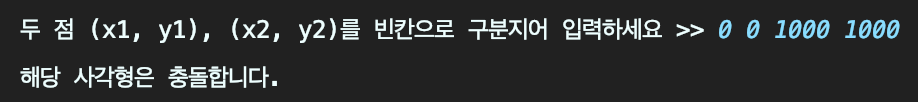 두 점 (x1, y1), (x2, y2)를 빈칸으로 구분지어 입력하세요 >> 0 0 1000 1000
해당 사각형은 충돌합니다.